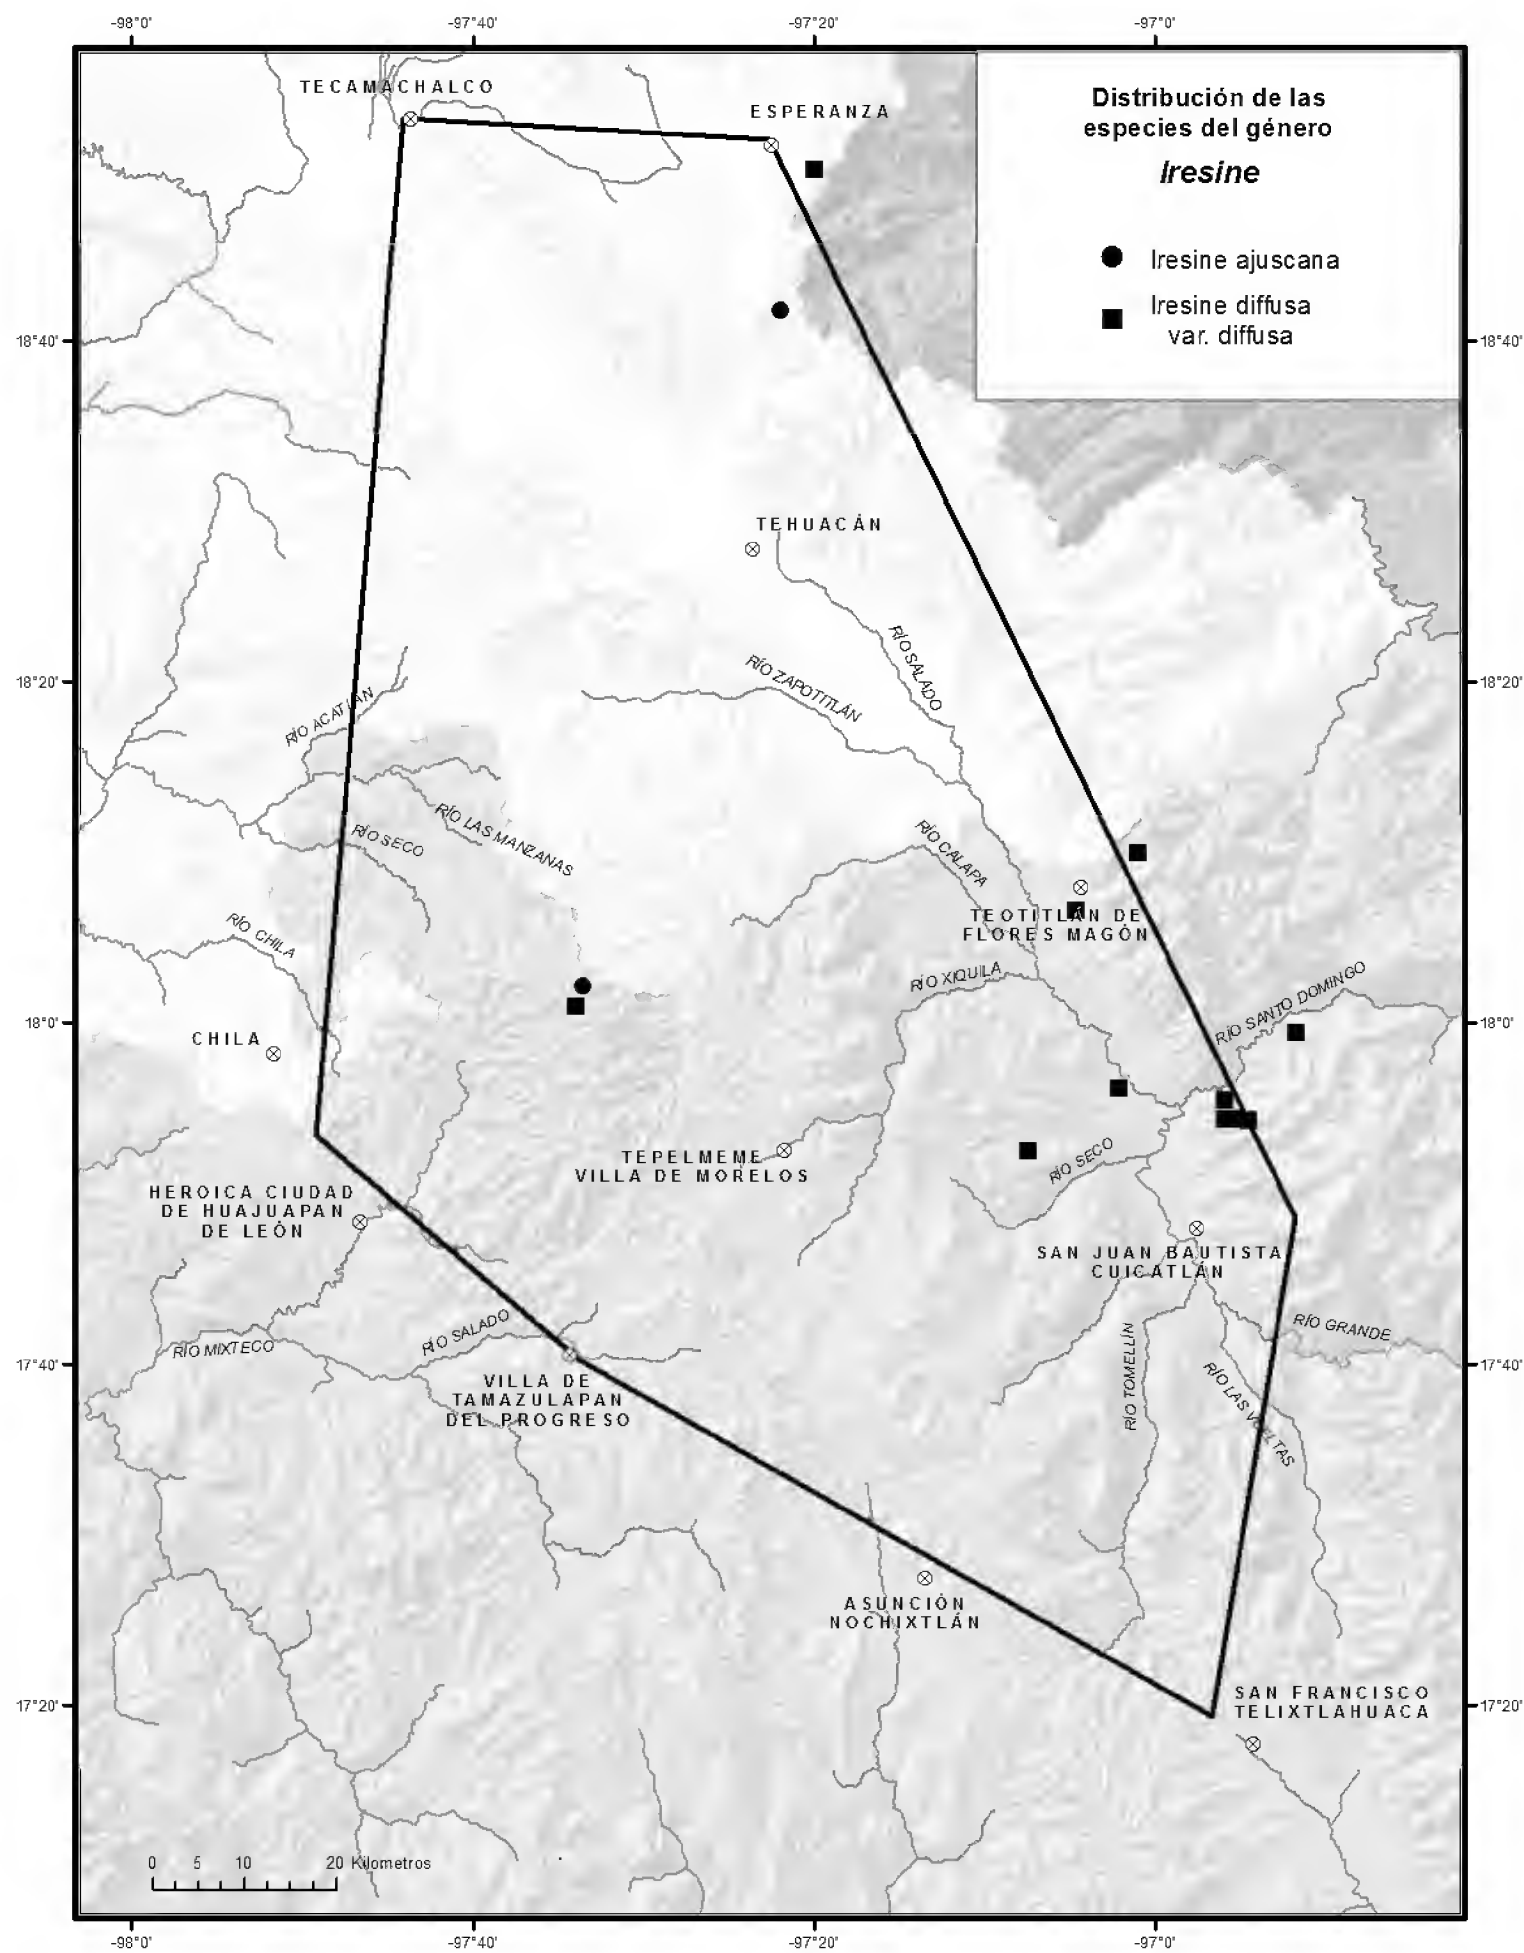 -98°0'
-97°40'
-97°20'
-97°0'
TECAMACHALCO
ESPERANZA
Distribución de las
especies del género
Iresine
Iresine ajuscana
Iresine diffusa
var. diffusa
18°40'
18°40'
TEHUACÁN
RÍO SALADO
RÍO ZAPOTITLÁN
18°20'
18°20'
RÍO ACATLÁN
RÍO LAS MANZANAS
RÍO SECO
RÍO CALAPA
TEOTITLÁN DE
FLORES MAGÓN
RÍO CHILA
RÍO XIQUILA
RÍO SANTO DOMINGO
18°0'
18°0'
CHILA
TEPELMEME
VILLA DE MORELOS
RÍO SECO
HEROICA CIUDAD
DE HUAJUAPAN
DE LEÓN
SAN JUAN BAUTISTA
CUICATLÁN
RÍO SALADO
RÍO MIXTECO
RÍO GRANDE
17°40'
17°40'
RÍO TOMELLÍN
RÍO LAS VUELTAS
VILLA DE
TAMAZULAPAN
DEL PROGRESO
ASUNCIÓN
NOCHIXTLÁN
SAN FRANCISCO
TELIXTLAHUACA
17°20'
17°20'
0 5 10 20 Kilometros
-98°0'
-97°40'
-97°20'
-97°0'